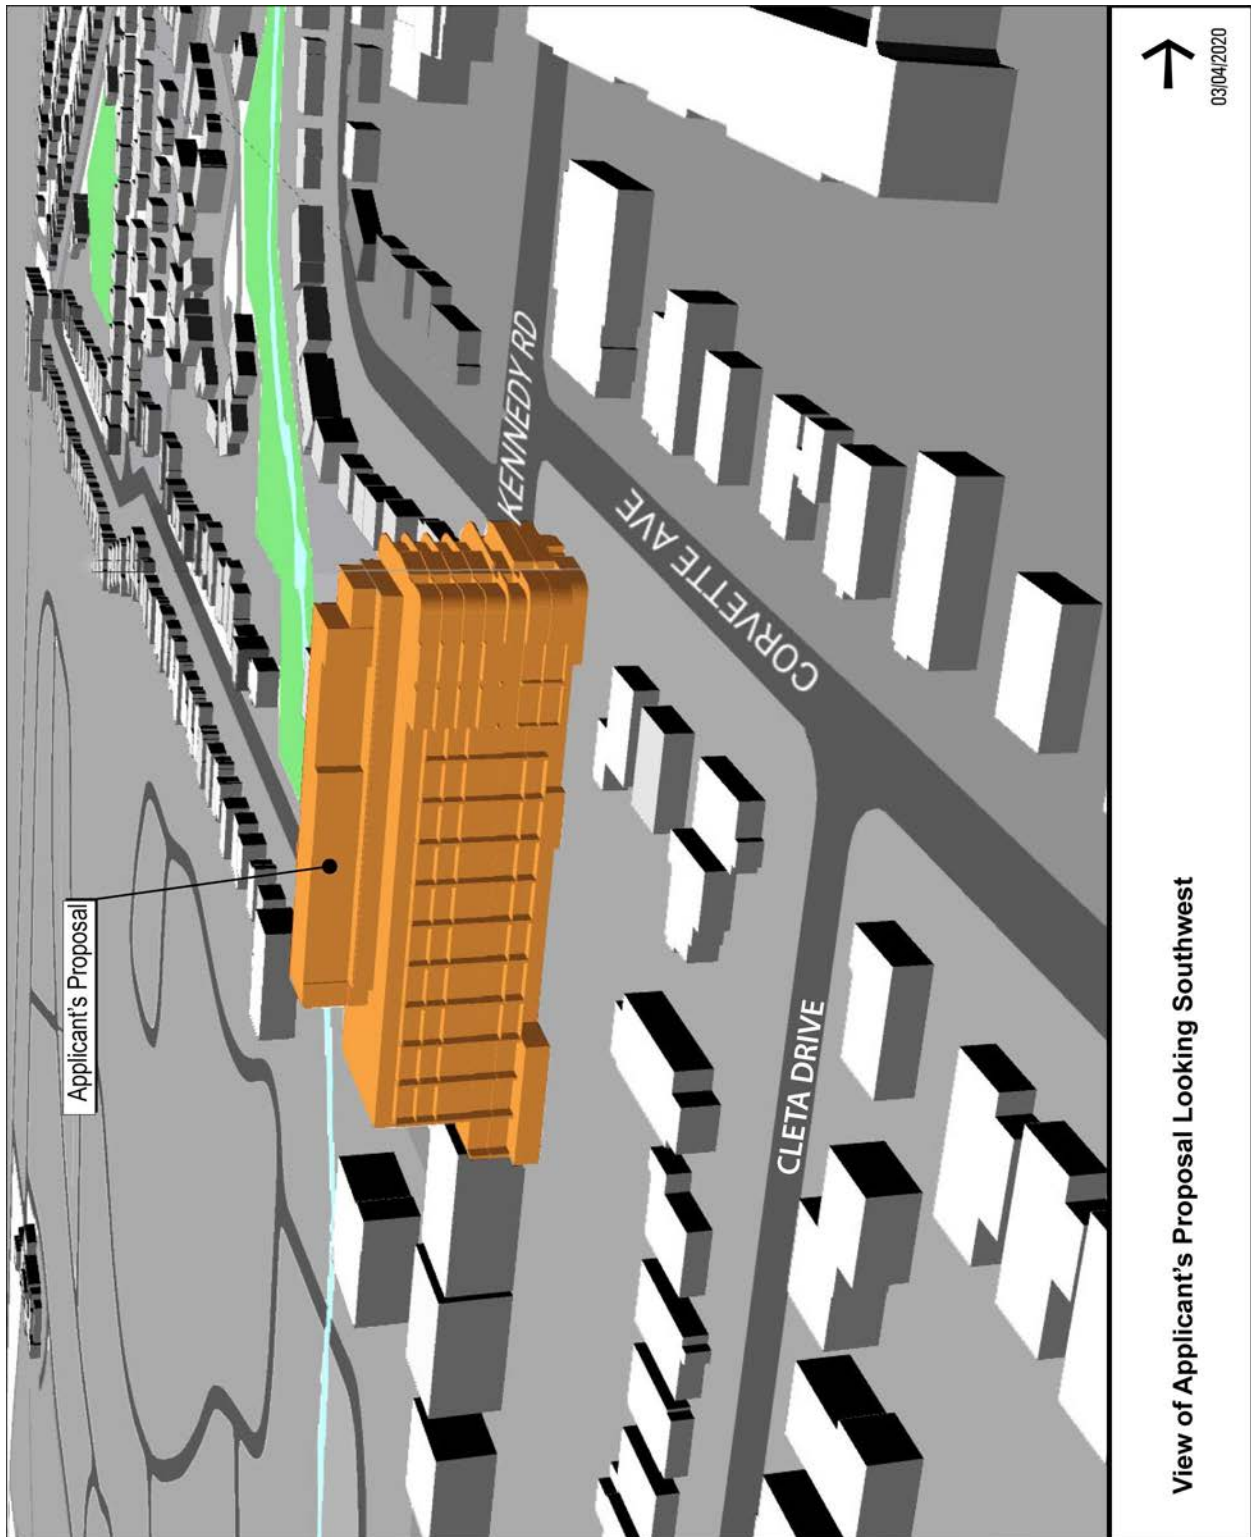 Applicant's Proposal
KENNEDY RD
CORVETTE AVE
CLETA DRIVE
View of Applicant's Proposal Looking Southwest
03/04/2020